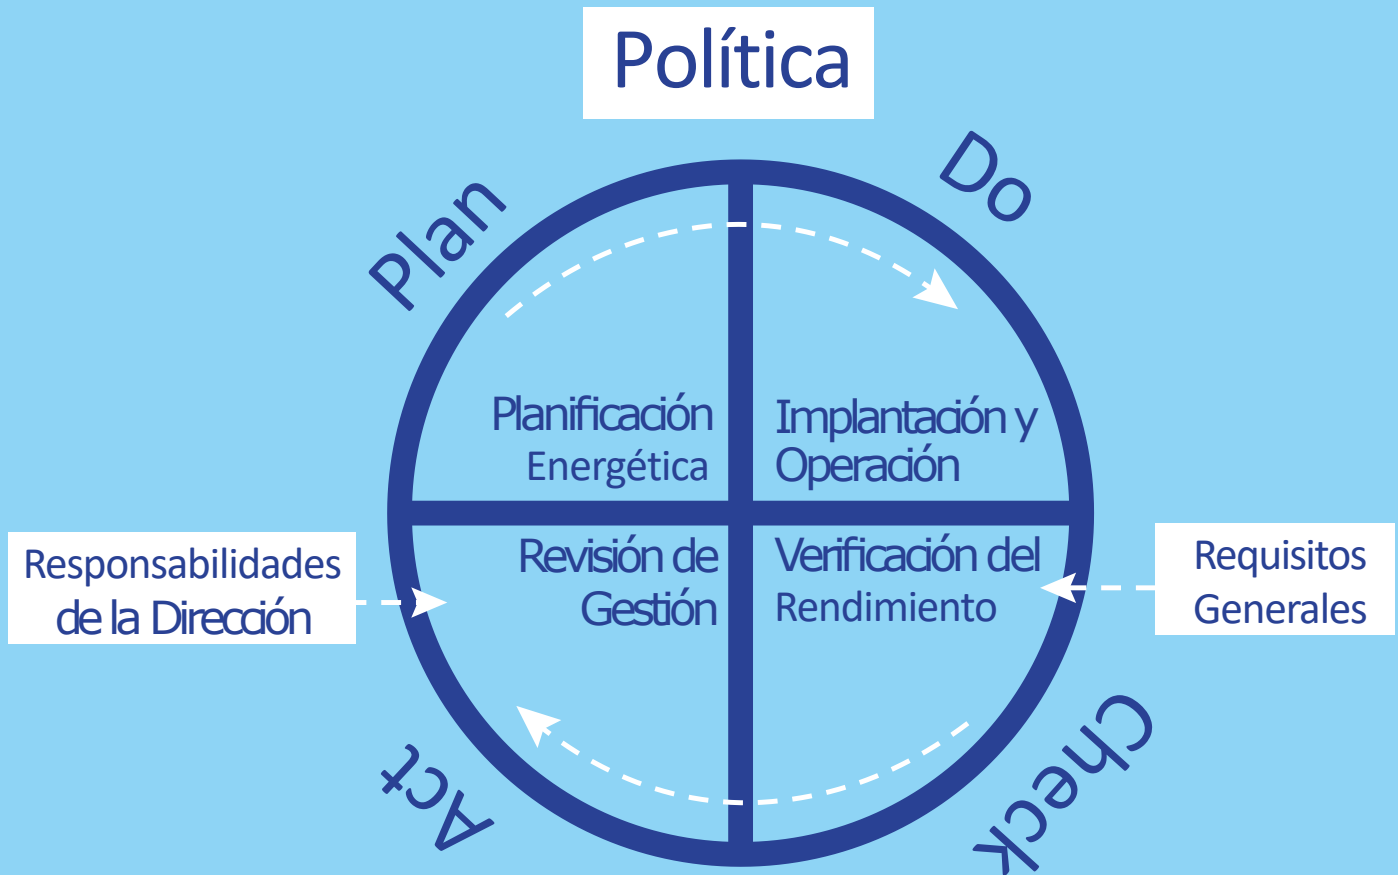 Política
Plan
Do
Planificación
Energética
Implantación y
Operación
Responsabilidades
de la Dirección
Revisión de
Gestión
Verificación del
Rendimiento
Requisitos
Generales
Act
Check